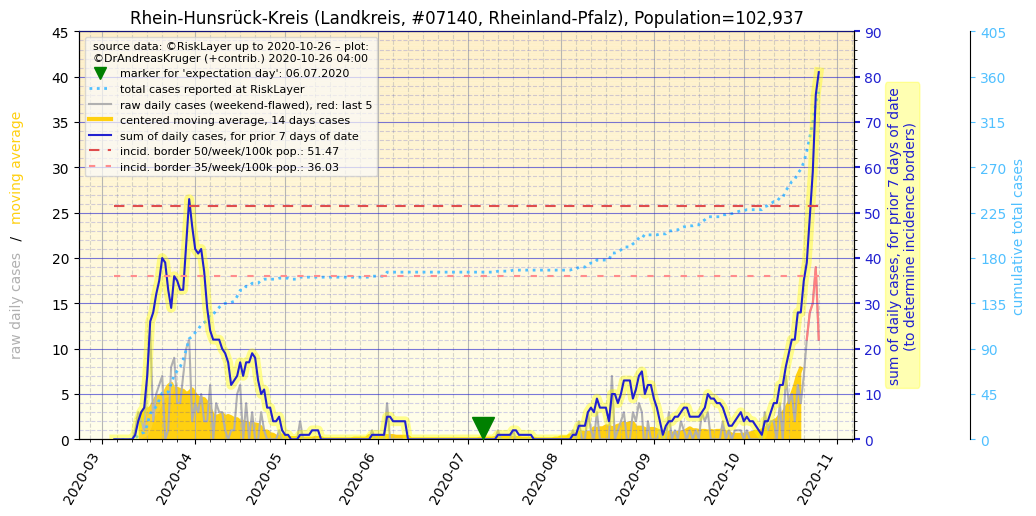 Rhein-Hunsrück-Kreis (Landkreis, #07140, Rheinland-Pfalz), Population=102,937
source data: ©RiskLayer up to 2020-10-26 – plot:
©DrAndreasKruger (+contrib.) 2020-10-26 04:00
marker for 'expectation day': 06.07.2020
total cases reported at RiskLayer
raw daily cases (weekend-flawed), red: last 5
centered moving average, 14 days cases
sum of daily cases, for prior 7 days of date
incid. border 50/week/100k pop.: 51.47
incid. border 35/week/100k pop.: 36.03
raw daily cases / moving average
45
40
35
30
25
20
15
10
5
0
2020-03
2020-04
2020-05
2020-06
2020-07
2020-08
2020-09
2020-10
2020-11
90
80
70
60
50
40
30
20
10
0
sum of daily cases, for prior 7 days of date
(to determine incidence borders)
405
360
315
270
225
180
135
90
45
0
cumulative total cases